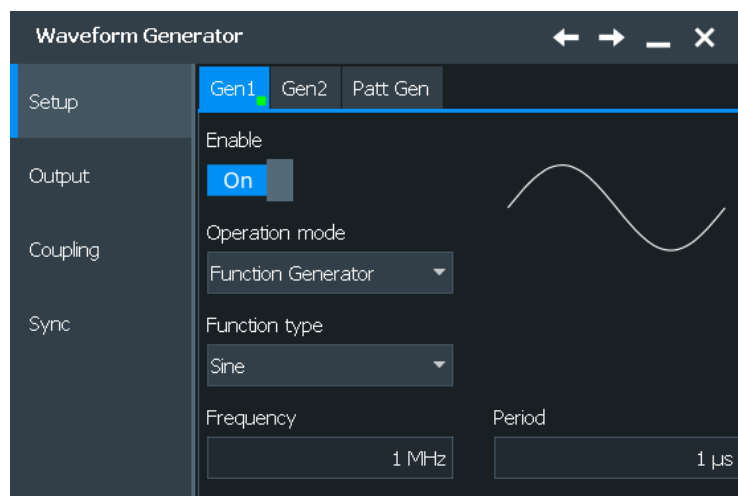 Waveform Generator
Setup
Output
Coupling
Sync
Gen1 Gen2 Patt Gen
Enable
On
Operation mode
Function Generator
Function type
Sine
Frequency Period
1 MHz 1 µs